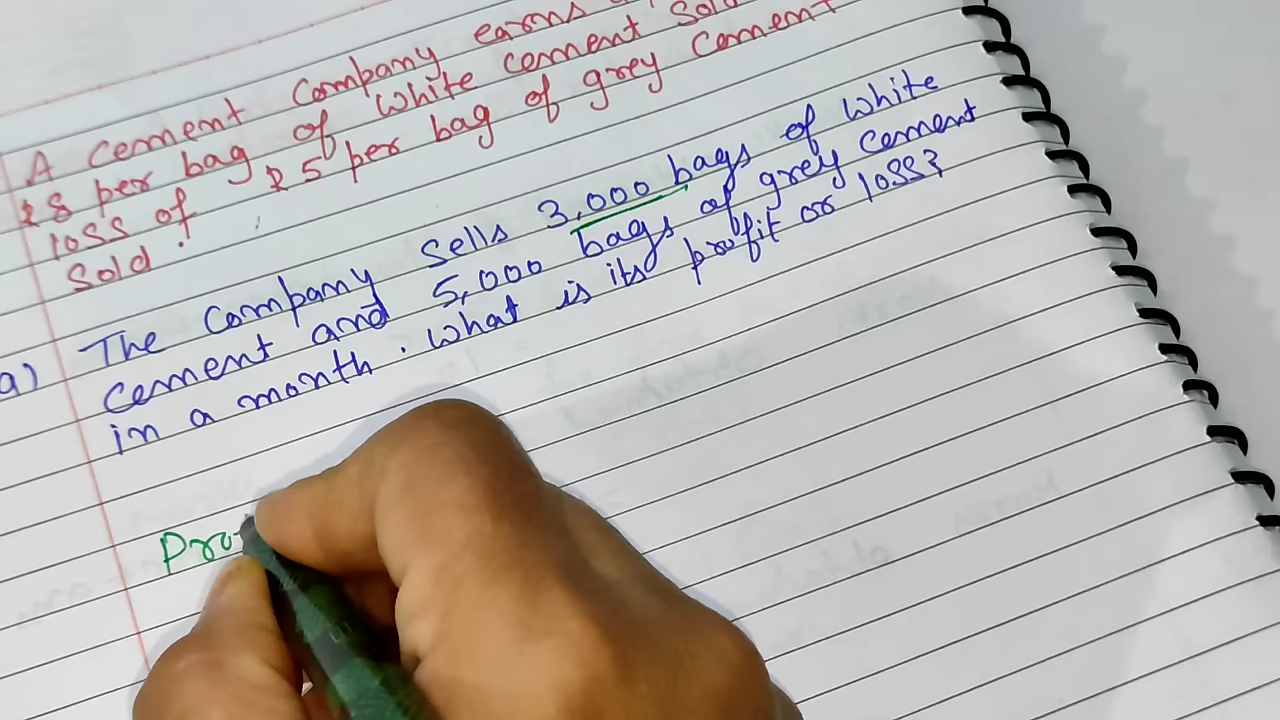 A cement Company earns
₹8 per bag of White cement Sold
loss of ₹5 per bag of grey Cement
Sold.
a) The Company Sells 3,000 bags of White
cement and 5,000 bags of grey cement
in a month. What is its profit or loss?
Pro